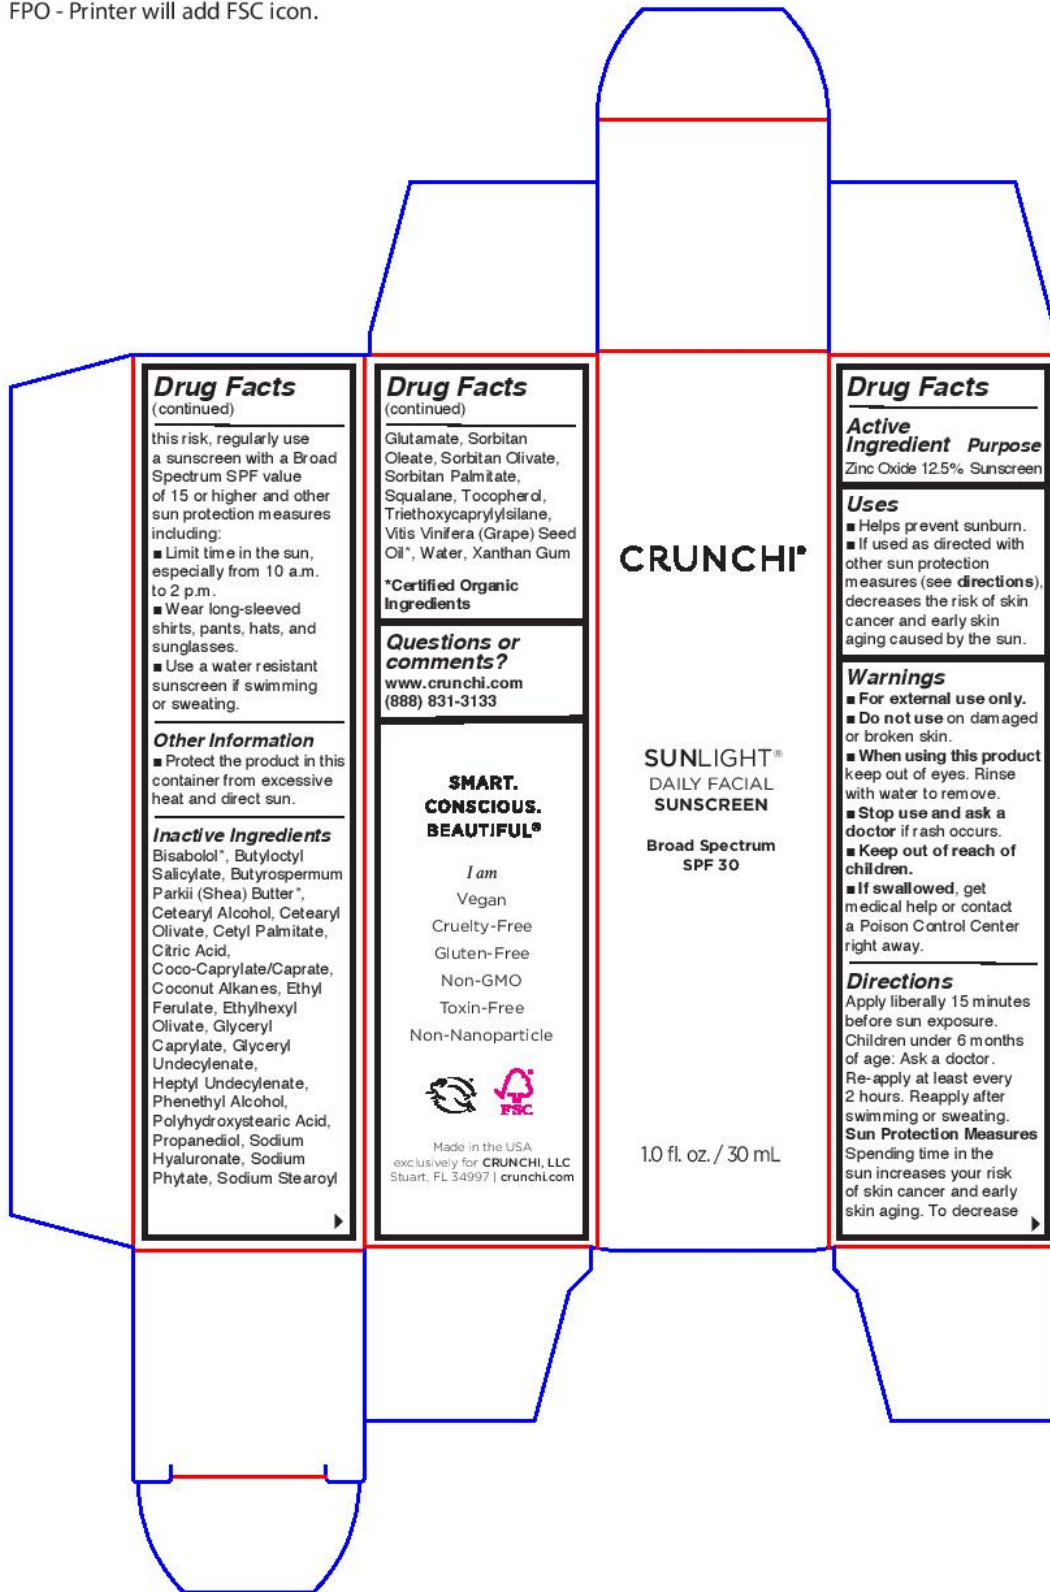 FPO - Printer will add FSC icon.
Drug Facts
(continued)
this risk, regularly use
a sunscreen with a Broad
Spectrum SPF value
of 15 or higher and other
sun protection measures
including:
■ Limit time in the sun,
especially from 10 a.m.
to 2 p.m.
■ Wear long-sleeved
shirts, pants, hats, and
sunglasses.
■ Use a water resistant
sunscreen if swimming
or sweating.
Other Information
■ Protect the product in this
container from excessive
heat and direct sun.
Inactive Ingredients
Bisabolol*, Butyloctyl
Salicylate, Butyrospermum
Parkii (Shea) Butter*,
Cetearyl Alcohol, Cetearyl
Olivate, Cetyl Palmitate,
Citric Acid,
Coco-Caprylate/Caprate,
Coconut Alkanes, Ethyl
Ferulate, Ethylhexyl
Olivate, Glyceryl
Caprylate, Glyceryl
Undecylenate,
Heptyl Undecylenate,
Phenethyl Alcohol,
Polyhydroxystearic Acid,
Propanediol, Sodium
Hyaluronate, Sodium
Phytate, Sodium Stearoyl
Drug Facts
(continued)
Glutamate, Sorbitan
Oleate, Sorbitan Olivate,
Sorbitan Palmitate,
Squalane, Tocopherol,
Triethoxycaprylylsilane,
Vitis Vinifera (Grape) Seed
Oil*, Water, Xanthan Gum
*Certified Organic
Ingredients
Questions or
comments?
www.crunchi.com
(888) 831-3133
SMART.
CONSCIOUS.
BEAUTIFUL®
I am
Vegan
Cruelty-Free
Gluten-Free
Non-GMO
Toxin-Free
Non-Nanoparticle
FSC
Made in the USA
exclusively for CRUNCHI, LLC
Stuart, FL 34997 | crunchi.com
CRUNCHI®
SUNLIGHT®
DAILY FACIAL
SUNSCREEN
Broad Spectrum
SPF 30
1.0 fl. oz. / 30 mL
Drug Facts
Active
Ingredient Purpose
Zinc Oxide 12.5% Sunscreen
Uses
■ Helps prevent sunburn.
■ If used as directed with
other sun protection
measures (see directions),
decreases the risk of skin
cancer and early skin
aging caused by the sun.
Warnings
■ For external use only.
■ Do not use on damaged
or broken skin.
■ When using this product
keep out of eyes. Rinse
with water to remove.
■ Stop use and ask a
doctor if rash occurs.
■ Keep out of reach of
children.
■ If swallowed, get
medical help or contact
a Poison Control Center
right away.
Directions
Apply liberally 15 minutes
before sun exposure.
Children under 6 months
of age: Ask a doctor.
Re-apply at least every
2 hours. Reapply after
swimming or sweating.
Sun Protection Measures
Spending time in the
sun increases your risk
of skin cancer and early
skin aging. To decrease